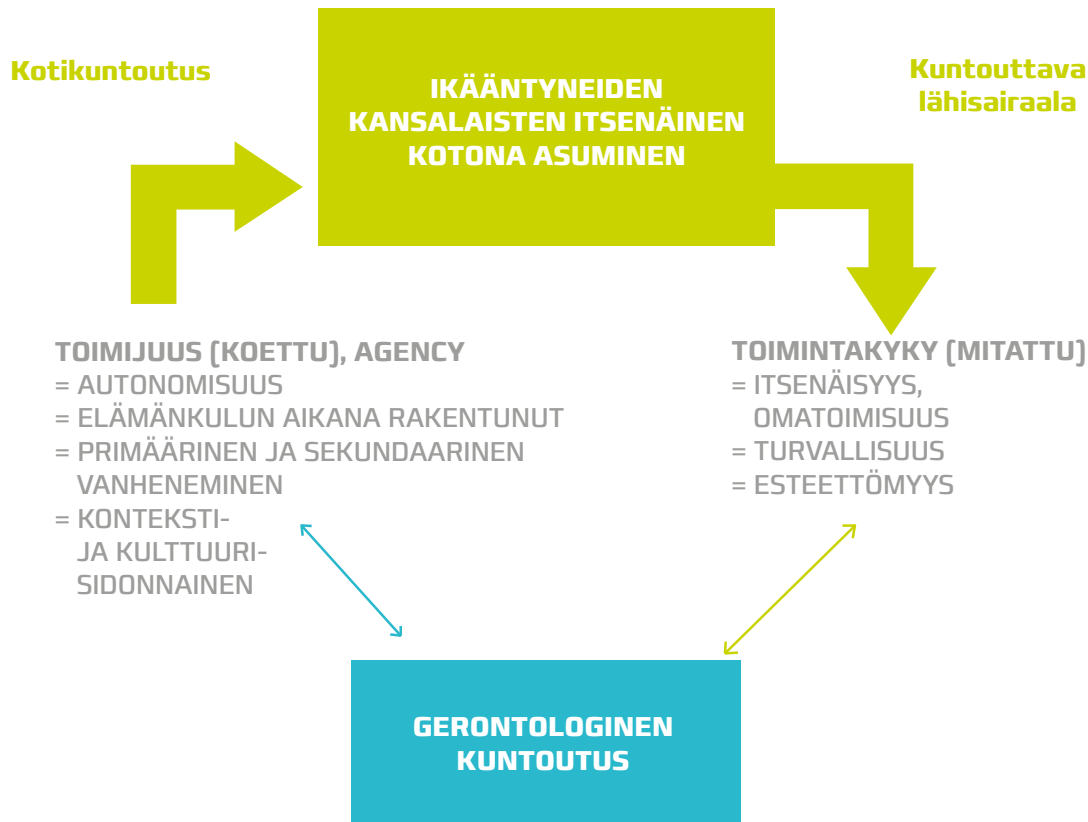 Kotikuntoutus
IKÄÄNTYNEIDEN
KANSALAISTEN ITSENÄINEN
KOTONA ASUMINEN
Kuntouttava
lähisairaala
TOIMIJUUS (KOETTU), AGENCY
= AUTONOMISUUS
= ELÄMÄNKULUN AIKANA RAKENTUNUT
= PRIMÄÄRINEN JA SEKUNDAARINEN
VANHENEMINEN
= KONTEKSTI-
JA KULTTUURI-
SIDONNAINEN
TOIMINTAKYKY (MITATTU)
= ITSENÄISYYS,
OMATOIMISUUS
= TURVALLISUUS
= ESTEETTÖMYYS
GERONTOLOGINEN
KUNTOUTUS